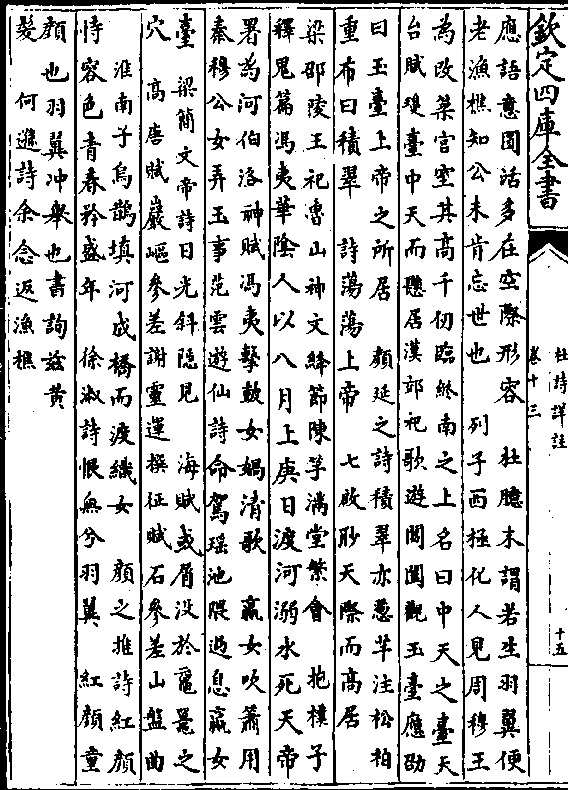 欽定四庫全書
杜詩詳註
卷十三
十五
應語意圓活多在空際形容　杜臆末謂若生羽翼便
老漁樵知公未肯忘世也　列子西極化人見周穆王
為改築宮室其高千仞臨終南之上名曰中天之臺天
台賦瓊臺中天而懸居漢郊祀歌遊閶闔觀玉臺應劭
曰玉臺上帝之所居　顏延之詩積翠亦蔥芊注松柏
重布曰積翠　詩蕩蕩上帝　七啟眇天際而高居
梁邵陵王祀魯山神文絳節陳竽滿堂繁會　抱樸子
釋鬼篇馮夷華陰人以八月上庚日渡河溺水死天帝
署為河伯洛神賦馮夷擊鼓女媧清歌　嬴女吹簫用
秦穆公女弄玉事范雲遊仙詩命駕瑤池隈過息嬴女
臺　梁簡文帝詩日光斜隱見　海賦或屑沒於黿鼉之
穴　高唐賦巖嶇參差謝靈運撰征賦石參差山盤曲
淮南子烏鵲填河成橋而渡織女　顏之推詩紅顏
恃容色青春矜盛年　徐淑詩恨無兮羽翼　紅顏童
顏也羽翼冲舉也書詢茲黃
髮　何遜詩余念返漁樵